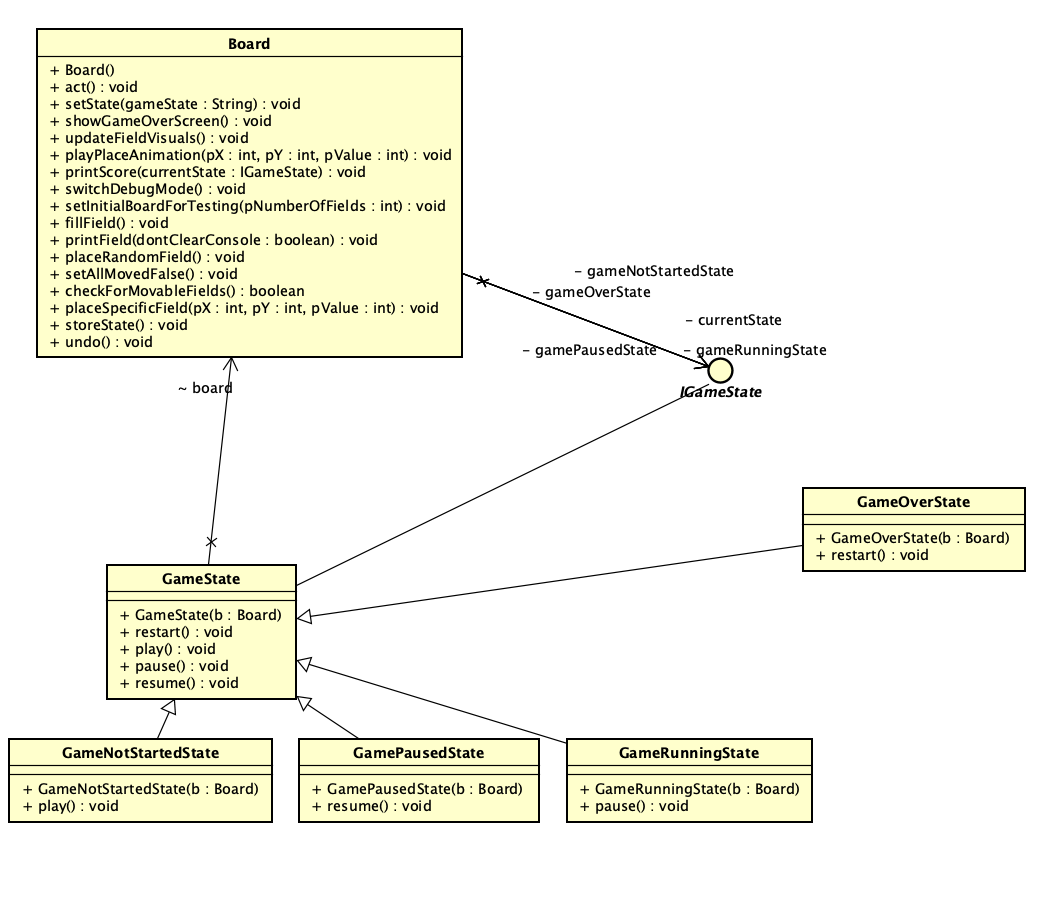 Board
+ Board()
+ act() : void
+ setState(gameState : String) : void
+ showGameOverScreen() : void
+ updateFieldVisuals() : void
+ playPlaceAnimation(pX : int, pY : int, pValue : int) : void
+ printScore(currentState : IGameState) : void
+ switchDebugMode() : void
+ setInitialBoardForTesting(pNumberOfFields : int) : void
+ fillField() : void
+ printField(dontClearConsole : boolean) : void
+ placeRandomField() : void
+ setAllMovedFalse() : void
+ checkForMovableFields() : boolean
+ placeSpecificField(pX : int, pY : int, pValue : int) : void
+ storeState() : void
+ undo() : void
- gameNotStartedState
- gameOverState
- currentState
- gamePausedState
- gameRunningState
IGameState
~ board
GameOverState
+ GameOverState(b : Board)
+ restart() : void
GameState
+ GameState(b : Board)
+ restart() : void
+ play() : void
+ pause() : void
+ resume() : void
GameNotStartedState
+ GameNotStartedState(b : Board)
+ play() : void
GamePausedState
+ GamePausedState(b : Board)
+ resume() : void
GameRunningState
+ GameRunningState(b : Board)
+ pause() : void